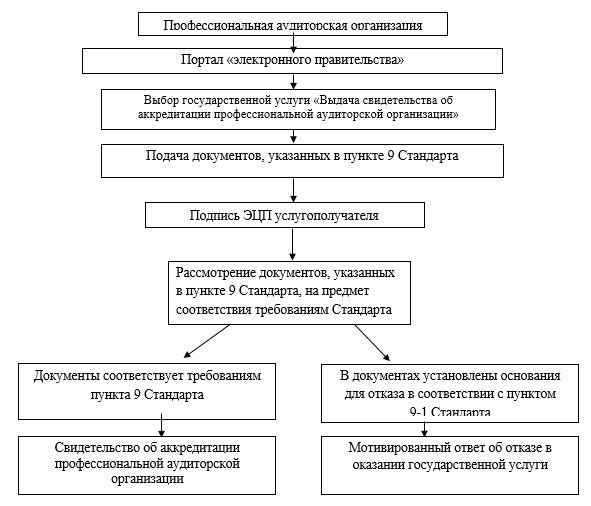 Профессиональная аудиторская организация
Портал «электронного правительства»
Выбор государственной услуги «Выдача свидетельства об
аккредитации профессиональной аудиторской организации»
Подача документов, указанных в пункте 9 Стандарта
Подпись ЭЦП услугополучателя
Рассмотрение документов, указанных
в пункте 9 Стандарта, на предмет
соответствия требованиям Стандарта
Документы соответствует требованиям
пункта 9 Стандарта
В документах установлены основания
для отказа в соответствии с пунктом
9-1 Стандарта
Свидетельство об аккредитации
профессиональной аудиторской
организации
Мотивированный ответ об отказе в
оказании государственной услуги